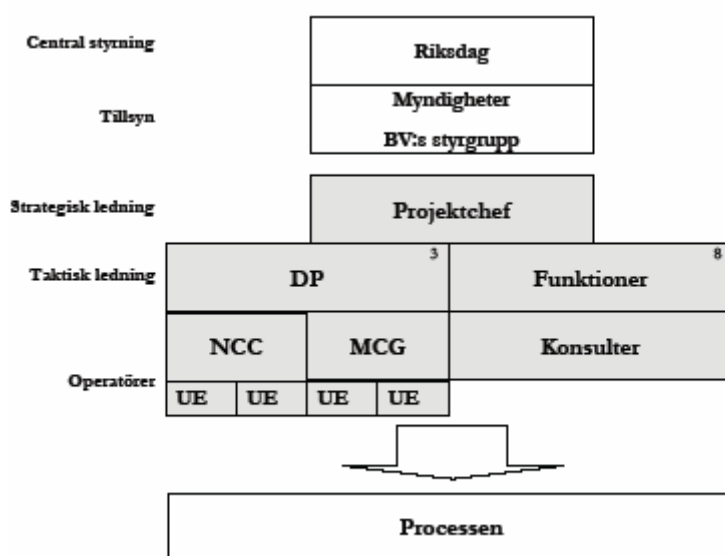 Central styrning
Riksdag
Tillsyn
Myndigheter
BV:s styrgrupp
Strategisk ledning
Projektchef
Taktisk ledning
DP
3
Funktioner
8
NCC
MCG
Konsulter
Operatörer
UE
UE
UE
UE
Processen